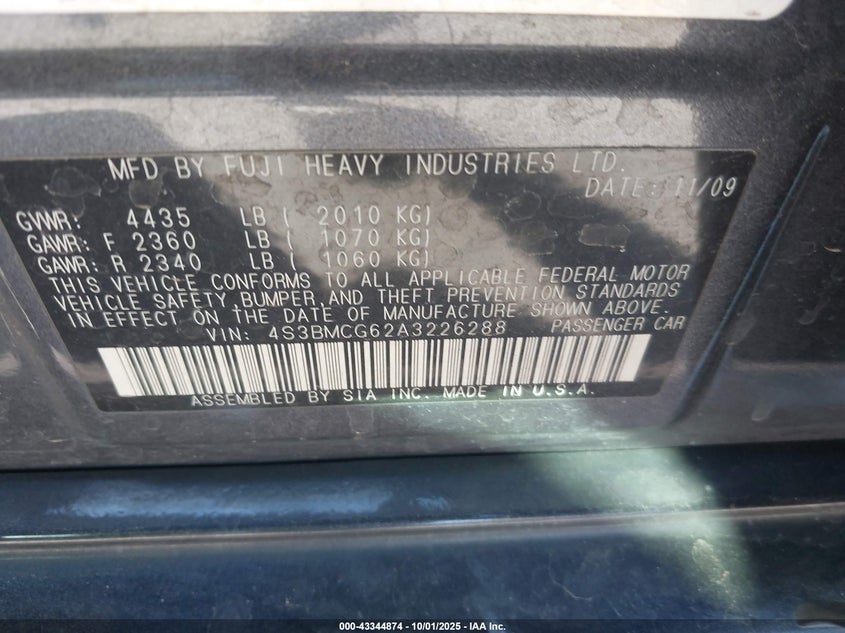 MFD BY FUJI HEAVY INDUSTRIES LTD.
DATE: 11/09
GVWR: 4435 LB ( 2010 KG)
GAWR: F 2360 LB ( 1070 KG)
GAWR: R 2340 LB ( 1060 KG)
THIS VEHICLE CONFORMS TO ALL APPLICABLE FEDERAL MOTOR
VEHICLE SAFETY,BUMPER,AND THEFT PREVENTION STANDARDS
IN EFFECT ON THE DATE OF MANUFACTURE SHOWN ABOVE.
VIN: 4S3BMCG62A3226288 PASSENGER CAR
ASSEMBLED BY SIA INC. MADE IN U.S.A.
000-43344874 - 10/01/2025 - IAA Inc.